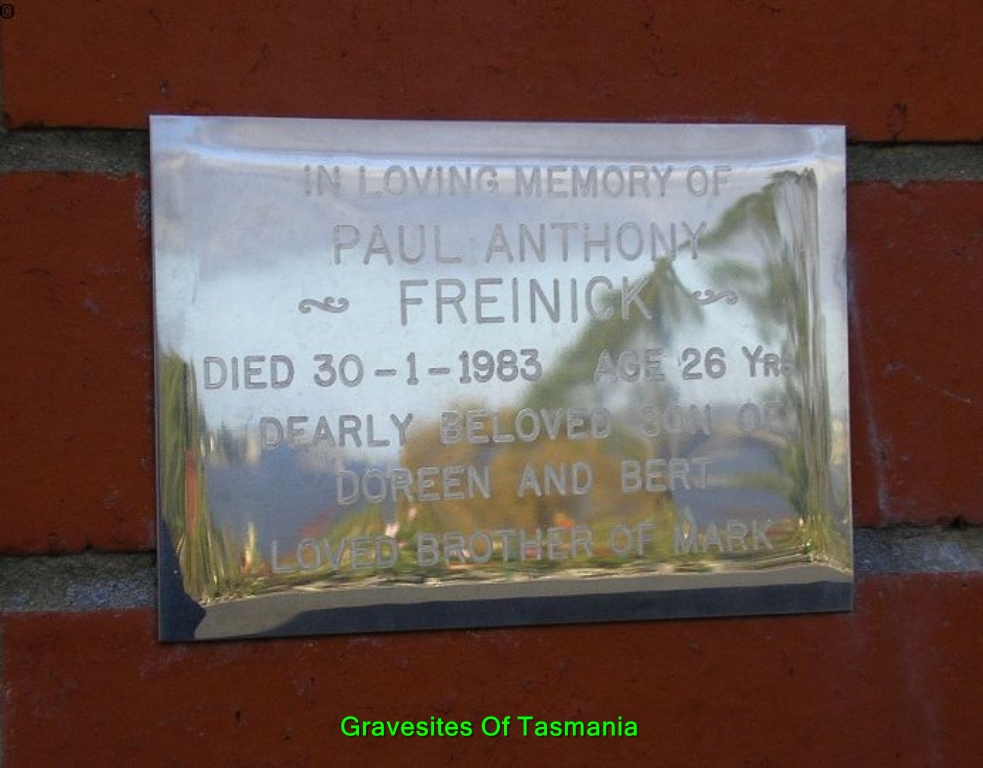 ©
IN LOVING MEMORY OF
PAUL ANTHONY
~ FREINICK ~
DIED 30-1-1983 AGE 26 YRS
DEARLY BELOVED SON OF
DOREEN AND BERT
LOVED BROTHER OF MARK
Gravesites Of Tasmania